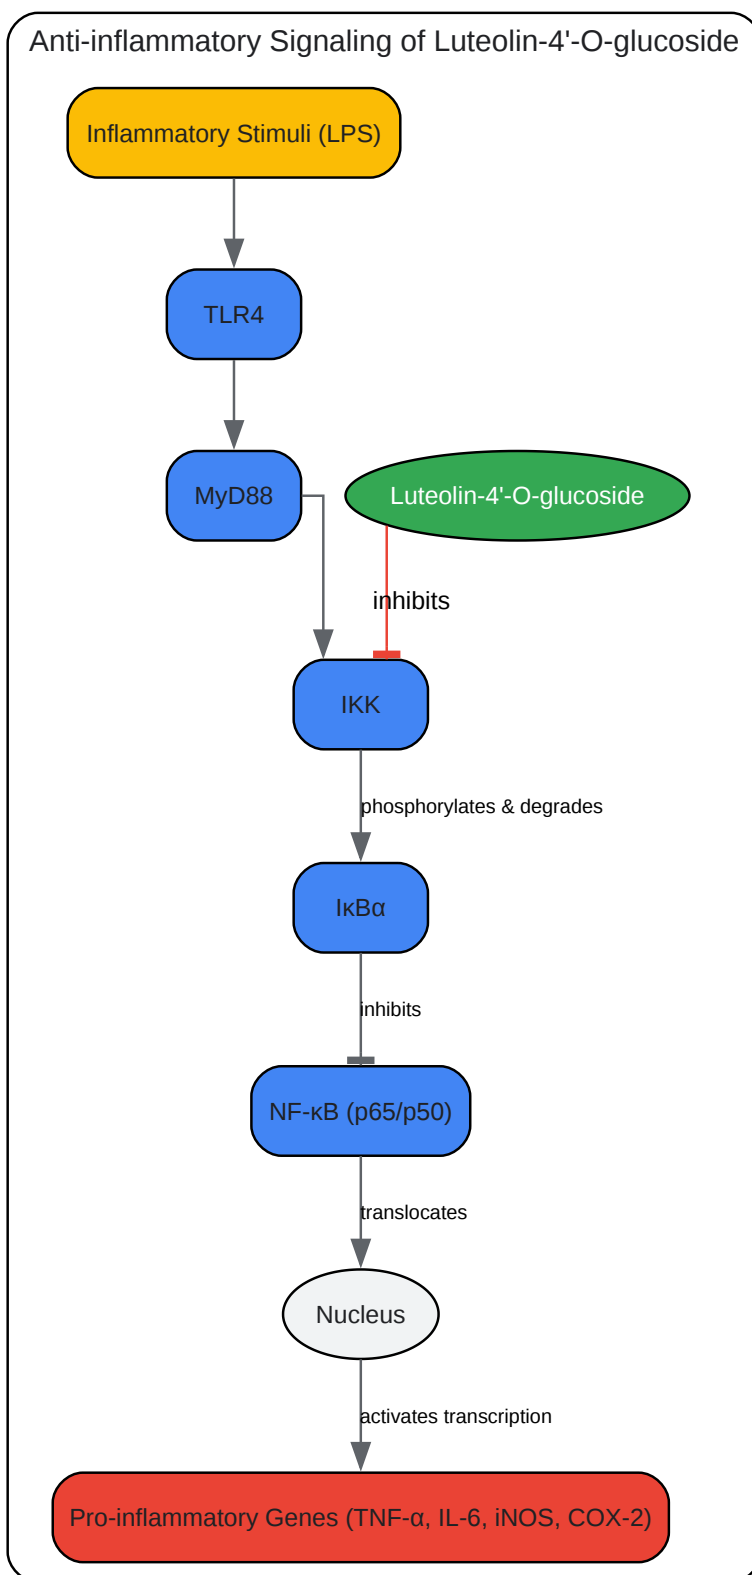 Anti-inflammatory Signaling of Luteolin-4'-O-glucoside
Inflammatory Stimuli (LPS)
TLR4
MyD88
Luteolin-4'-O-glucoside
inhibits
IKK
phosphorylates & degrades
IκBα
inhibits
NF-κB (p65/p50)
translocates
Nucleus
activates transcription
Pro-inflammatory Genes (TNF-α, IL-6, iNOS, COX-2)